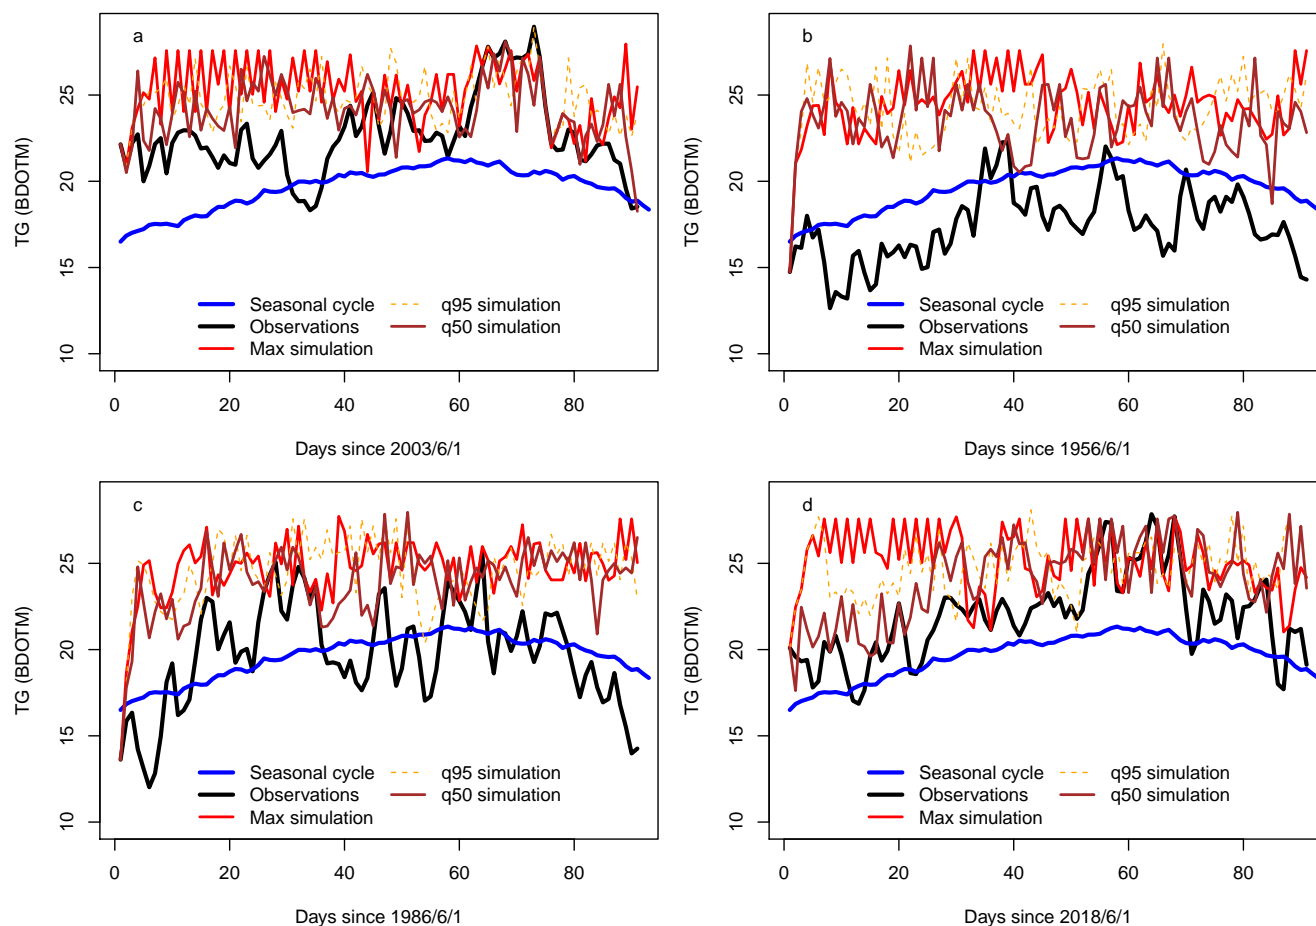 a
TG (BDOTM)
10 15 20 25
Seasonal cycle
Observations
Max simulation
q95 simulation
q50 simulation
0 20 40 60 80
Days since 2003/6/1
b
TG (BDOTM)
10 15 20 25
Seasonal cycle
Observations
Max simulation
q95 simulation
q50 simulation
0 20 40 60 80
Days since 1956/6/1
c
TG (BDOTM)
10 15 20 25
Seasonal cycle
Observations
Max simulation
q95 simulation
q50 simulation
0 20 40 60 80
Days since 1986/6/1
d
TG (BDOTM)
10 15 20 25
Seasonal cycle
Observations
Max simulation
q95 simulation
q50 simulation
0 20 40 60 80
Days since 2018/6/1